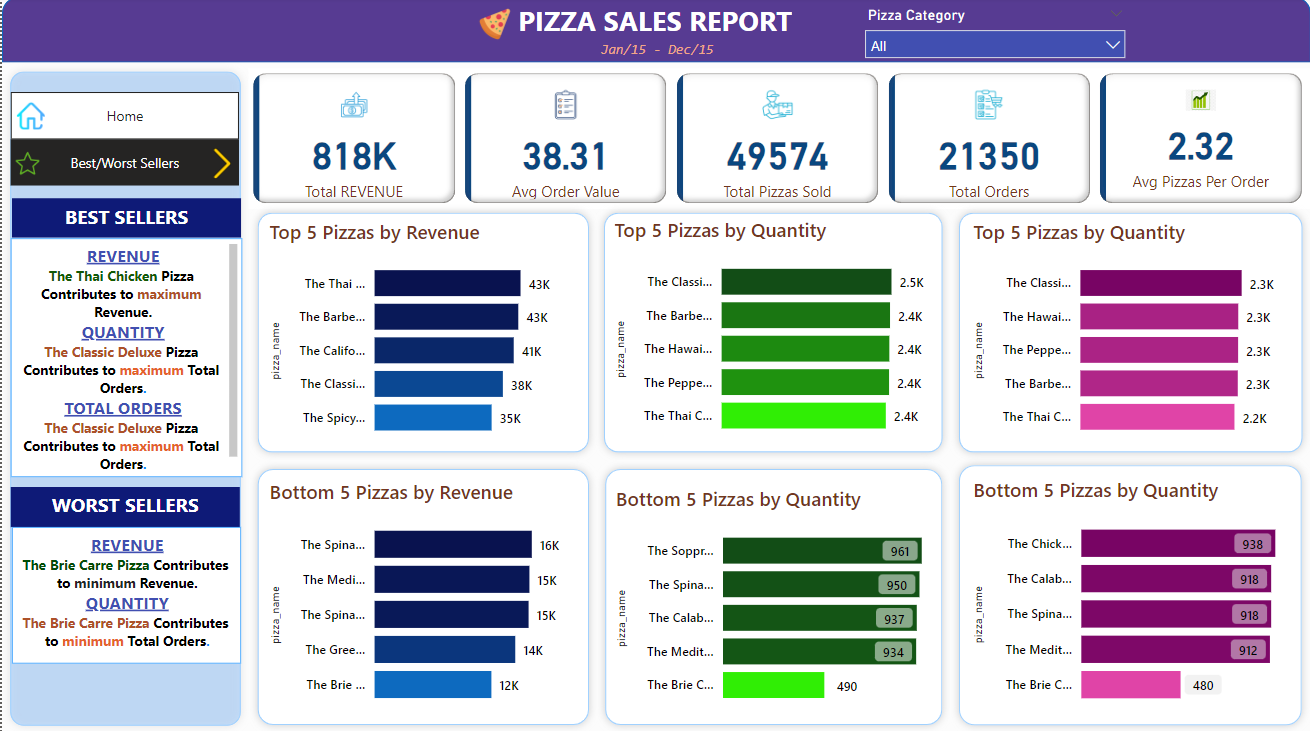 PIZZA SALES REPORT
Jan/15 - Dec/15
Pizza Category
All
Home
Best/Worst Sellers
BEST SELLERS
REVENUE
The Thai Chicken Pizza
Contributes to maximum
Revenue.
QUANTITY
The Classic Deluxe Pizza
Contributes to maximum Total
Orders.
TOTAL ORDERS
The Classic Deluxe Pizza
Contributes to maximum Total
Orders.
WORST SELLERS
REVENUE
The Brie Carre Pizza Contributes
to minimum Revenue.
QUANTITY
The Brie Carre Pizza Contributes
to minimum Total Orders.
818K
Total REVENUE
38.31
Avg Order Value
49574
Total Pizzas Sold
21350
Total Orders
2.32
Avg Pizzas Per Order
Top 5 Pizzas by Revenue
pizza_name
The Thai ... 43K
The Barbe... 43K
The Califo... 41K
The Classi... 38K
The Spicy... 35K
Top 5 Pizzas by Quantity
pizza_name
The Classi... 2.5K
The Barbe... 2.4K
The Hawai... 2.4K
The Peppe... 2.4K
The Thai C... 2.4K
Top 5 Pizzas by Quantity
pizza_name
The Classi... 2.3K
The Hawai... 2.3K
The Peppe... 2.3K
The Barbe... 2.3K
The Thai C... 2.2K
Bottom 5 Pizzas by Revenue
pizza_name
The Spina... 16K
The Medi... 15K
The Spina... 15K
The Gree... 14K
The Brie ... 12K
Bottom 5 Pizzas by Quantity
pizza_name
The Soppr... 961
The Spina... 950
The Calab... 937
The Medit... 934
The Brie C... 490
Bottom 5 Pizzas by Quantity
pizza_name
The Chick... 938
The Calab... 918
The Spina... 918
The Medit... 912
The Brie C... 480